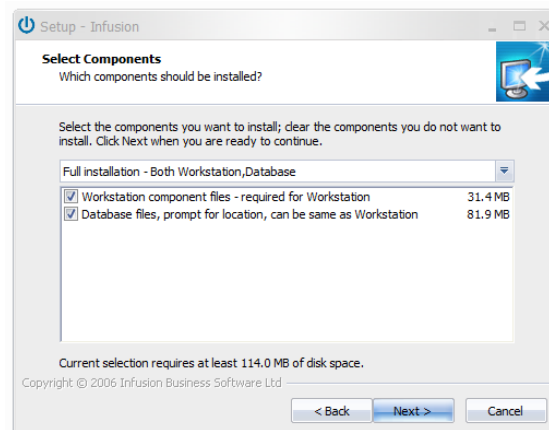 Setup - Infusion
Select Components
Which components should be installed?
Select the components you want to install; clear the components you do not want to
install. Click Next when you are ready to continue.
Full installation - Both Workstation,Database
Workstation component files - required for Workstation 31.4 MB
Database files, prompt for location, can be same as Workstation 81.9 MB
Current selection requires at least 114.0 MB of disk space.
Copyright © 2006 Infusion Business Software Ltd
< Back Next > Cancel